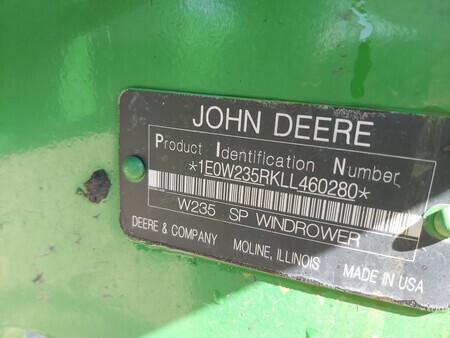 JOHN DEERE
P I N
Product Identification Number
*1E0W235RKLL460280*
W235 SP WINDROWER
DEERE & COMPANY MOLINE, ILLINOIS MADE IN USA